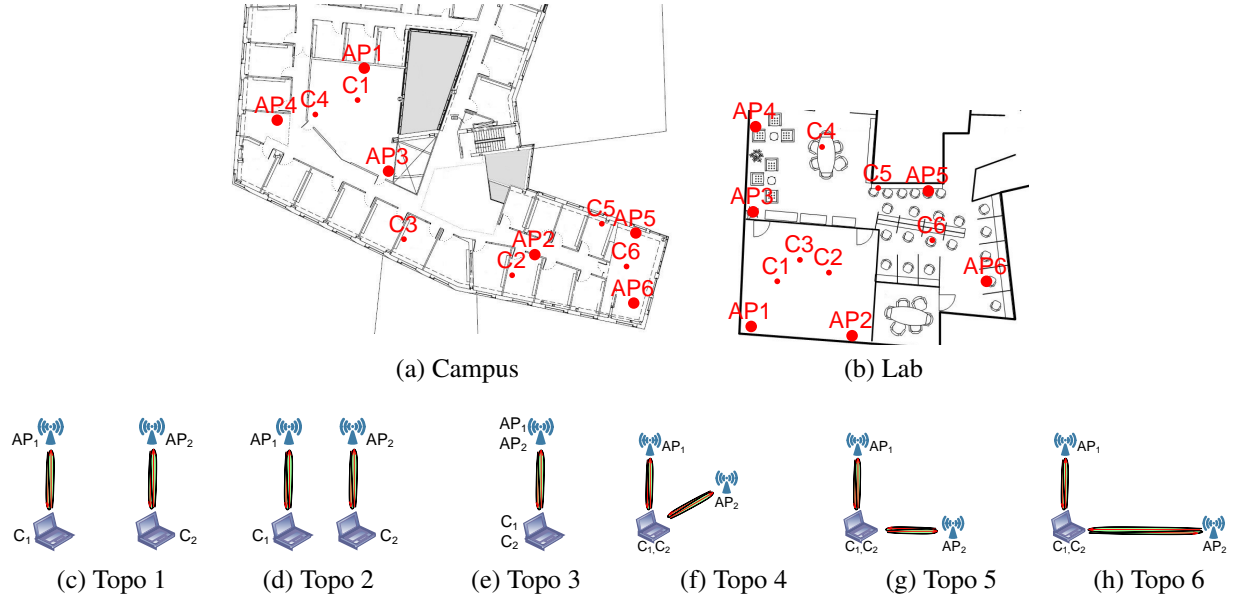 AP1
C1
AP4
C4
AP3
C3
C5
AP5
AP2
C2
C6
AP6
(a) Campus
AP4
C4
C5
AP5
AP3
C6
C3
C1
C2
AP6
AP1
AP2
(b) Lab
AP₁
AP₂
C₁
C₂
(c) Topo 1
AP₁
AP₂
C₁
C₂
(d) Topo 2
AP₁
AP₂
C₁
C₂
(e) Topo 3
AP₁
AP₂
C₁,C₂
(f) Topo 4
AP₁
C₁,C₂
AP₂
(g) Topo 5
AP₁
C₁,C₂
AP₂
(h) Topo 6